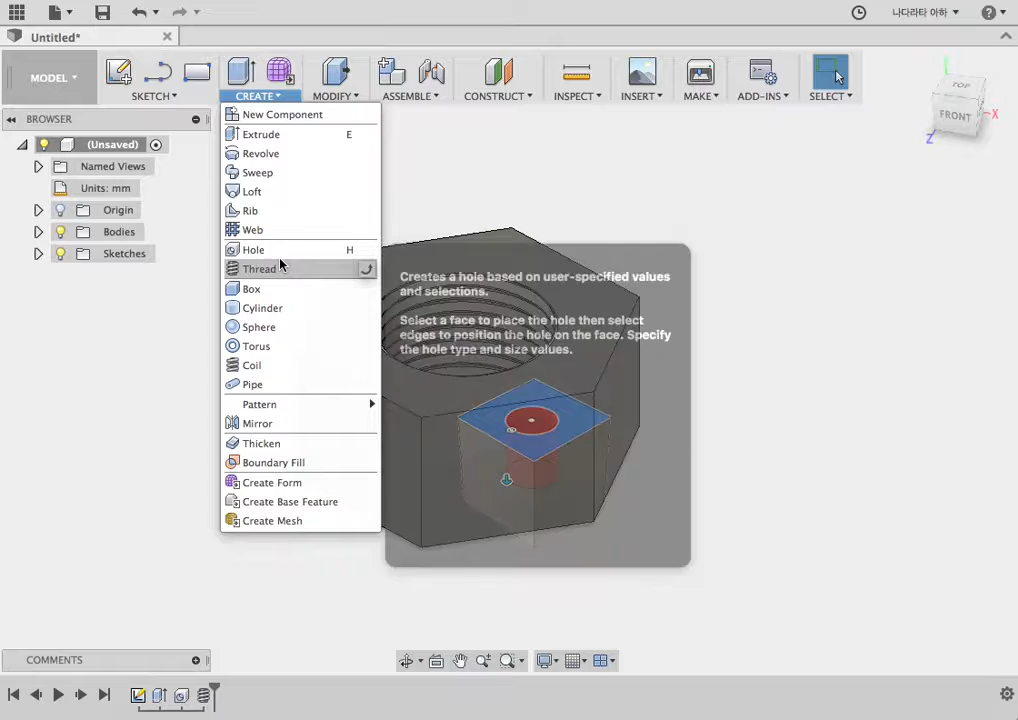 나다라타 아하
Untitled*
MODEL
SKETCH
CREATE
MODIFY
ASSEMBLE
CONSTRUCT
INSPECT
INSERT
MAKE
ADD-INS
SELECT
TOP
FRONT
X
Z
BROWSER
(Unsaved)
Named Views
Units: mm
Origin
Bodies
Sketches
New Component
Extrude E
Revolve
Sweep
Loft
Rib
Web
Hole H
Thread
Box
Cylinder
Sphere
Torus
Coil
Pipe
Pattern
Mirror
Thicken
Boundary Fill
Create Form
Create Base Feature
Create Mesh
Creates a hole based on user-specified values
and selections.
Select a face to place the hole then select
edges to position the hole on the face. Specify
the hole type and size values.
COMMENTS